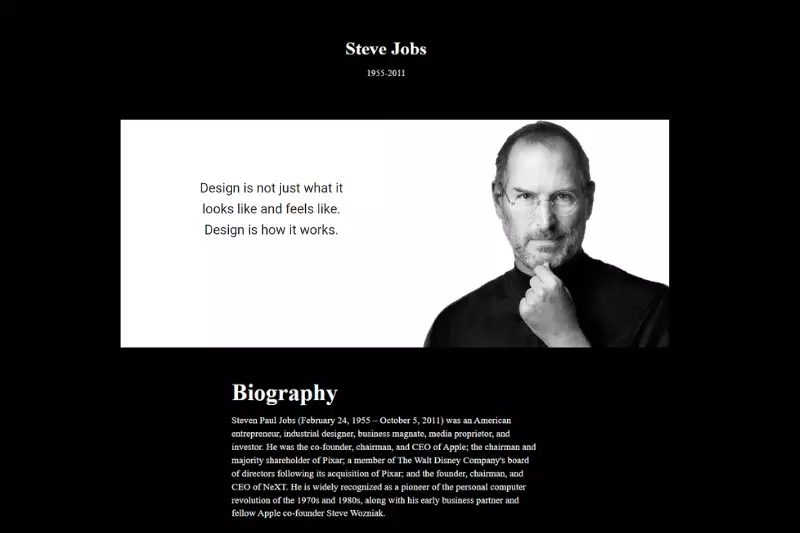 Steve Jobs
1955-2011
Design is not just what it
looks like and feels like.
Design is how it works.
Biography
Steven Paul Jobs (February 24, 1955 – October 5, 2011) was an American
entrepreneur, industrial designer, business magnate, media proprietor, and
investor. He was the co-founder, chairman, and CEO of Apple; the chairman and
majority shareholder of Pixar; a member of The Walt Disney Company's board
of directors following its acquisition of Pixar; and the founder, chairman, and
CEO of NeXT. He is widely recognized as a pioneer of the personal computer
revolution of the 1970s and 1980s, along with his early business partner and
fellow Apple co-founder Steve Wozniak.